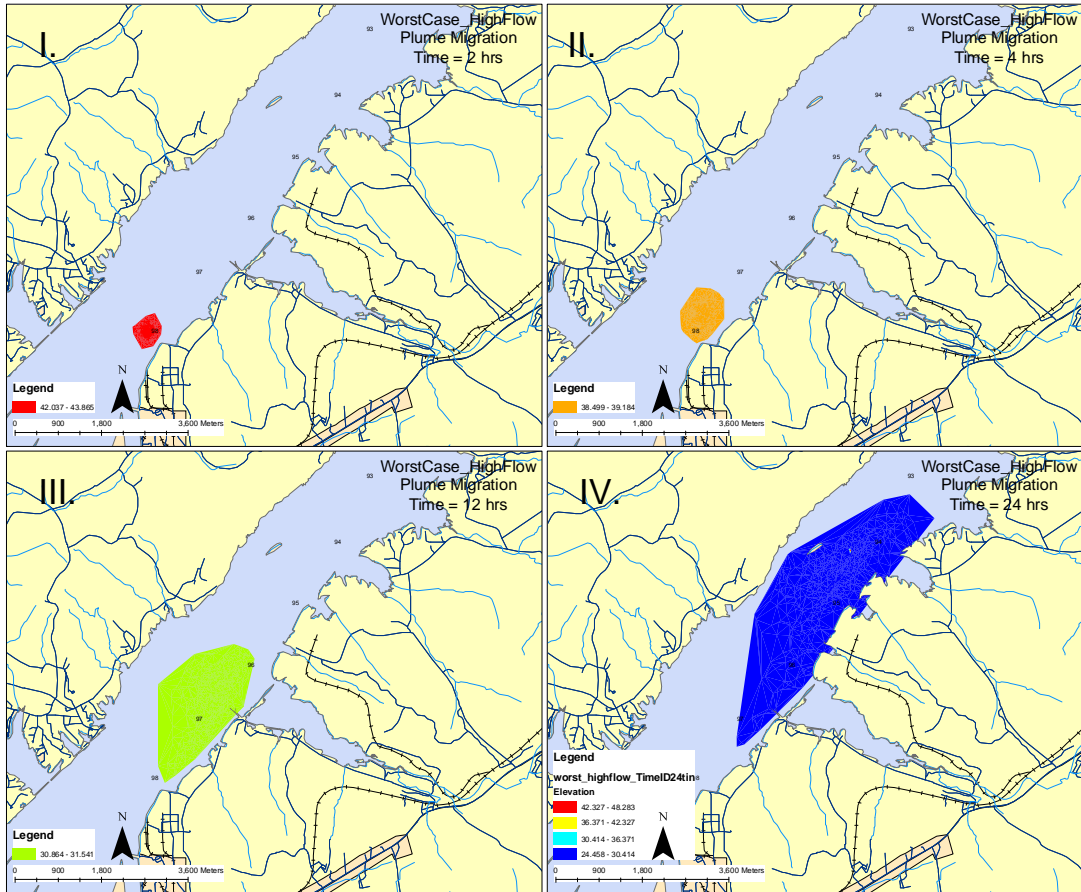 I.
WorstCase_HighFlow
Plume Migration
Time = 2 hrs
93
94
95
96
97
98
N
Legend
42.037 - 43.865
0 900 1,800 3,600 Meters
II.
WorstCase_HighFlow
Plume Migration
Time = 4 hrs
93
94
95
96
97
98
N
Legend
38.499 - 39.184
0 900 1,800 3,600 Meters
III.
WorstCase_HighFlow
Plume Migration
Time = 12 hrs
93
94
95
96
97
98
N
Legend
30.864 - 31.541
0 900 1,800 3,600 Meters
IV.
WorstCase_HighFlow
Plume Migration
Time = 24 hrs
93
94
95
96
N
Legend
worst_highflow_TimeID24tin
Elevation
42.327 - 48.283
36.371 - 42.327
30.414 - 36.371
24.458 - 30.414
0 900 1,800 3,600 Meters